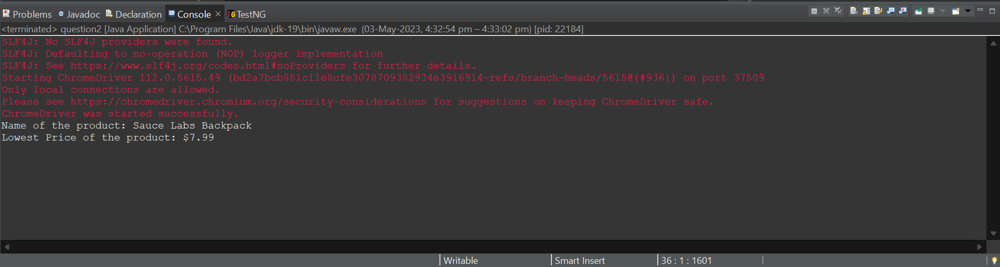 Problems Javadoc Declaration Console TestNG
<terminated> question2 [Java Application] C:\Program Files\Java\jdk-19\bin\javaw.exe (03-May-2023, 4:32:54 pm – 4:33:02 pm) [pid: 22184]
SLF4J: No SLF4J providers were found.
SLF4J: Defaulting to no-operation (NOP) logger implementation
SLF4J: See https://www.slf4j.org/codes.html#noProviders for further details.
Starting ChromeDriver 112.0.5615.49 (bd2a7bcb881c11e8cfe3078709382934e3916914-refs/branch-heads/5615@{#936}) on port 37509
Only local connections are allowed.
Please see https://chromedriver.chromium.org/security-considerations for suggestions on keeping ChromeDriver safe.
ChromeDriver was started successfully.
Name of the product: Sauce Labs Backpack
Lowest Price of the product: $7.99
Writable Smart Insert 36 : 1 : 1601